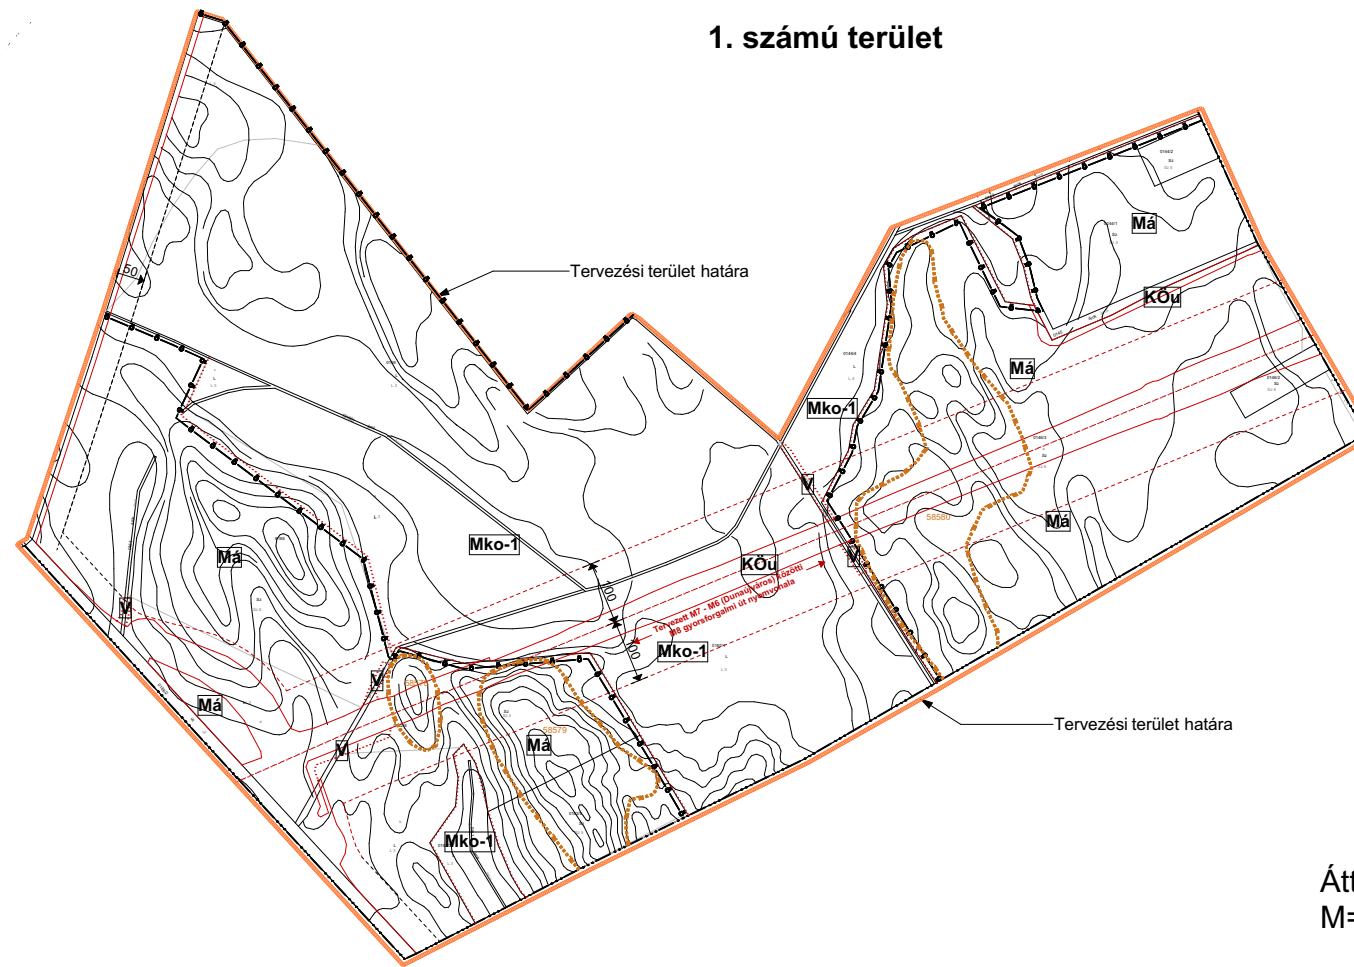 1. számú terület
Má
Tervezési terület határa
50
KÖu
Má
Mko-1
V
58580
Má
Mko-1
V
Má
KÖu
100
Tervezett M7 - M6 (Dunaújváros) közötti
M8 gyorsforgalmi út nyomvonala
V
Mko-1
100
V
Má
Tervezési terület határa
58579
Má
V
Mko-1
Átt
M=